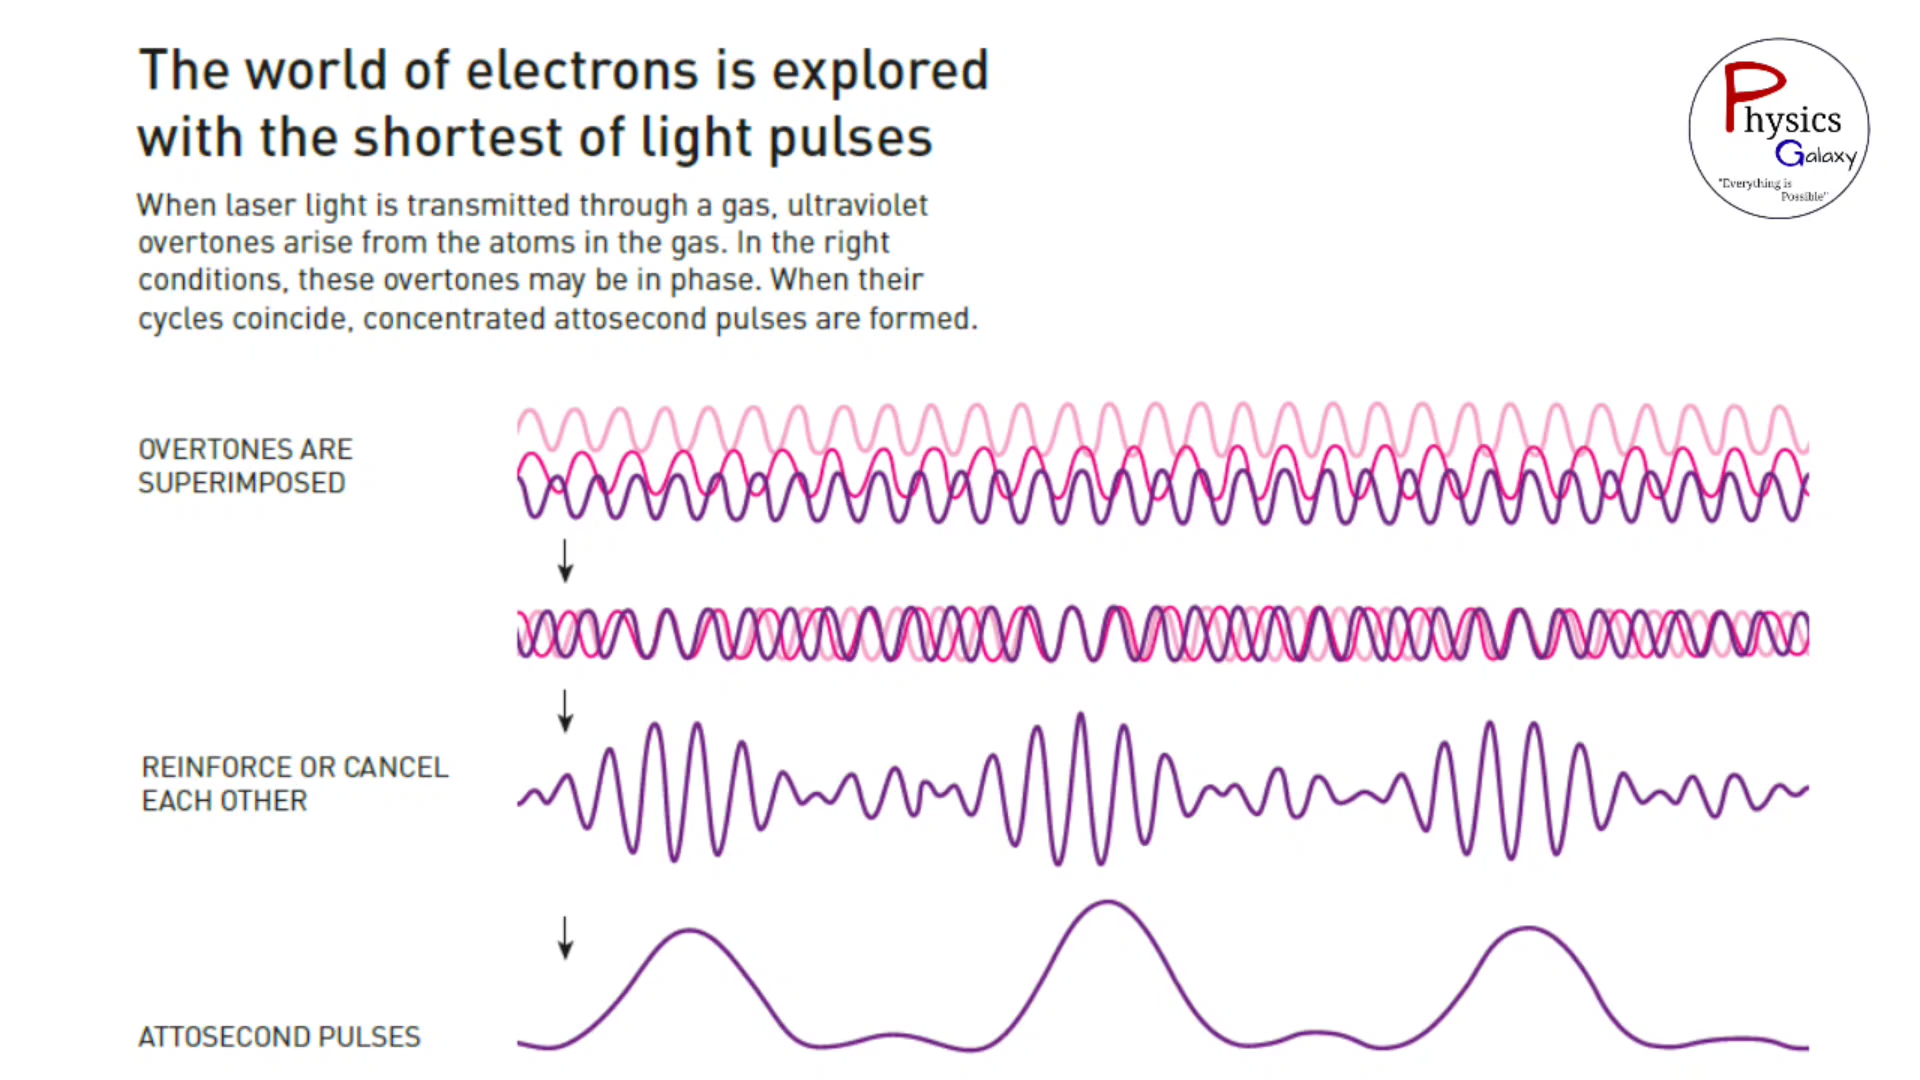 The world of electrons is explored
with the shortest of light pulses
When laser light is transmitted through a gas, ultraviolet
overtones arise from the atoms in the gas. In the right
conditions, these overtones may be in phase. When their
cycles coincide, concentrated attosecond pulses are formed.
Physics
Galaxy
"Everything is
Possible"
OVERTONES ARE
SUPERIMPOSED
REINFORCE OR CANCEL
EACH OTHER
ATTOSECOND PULSES